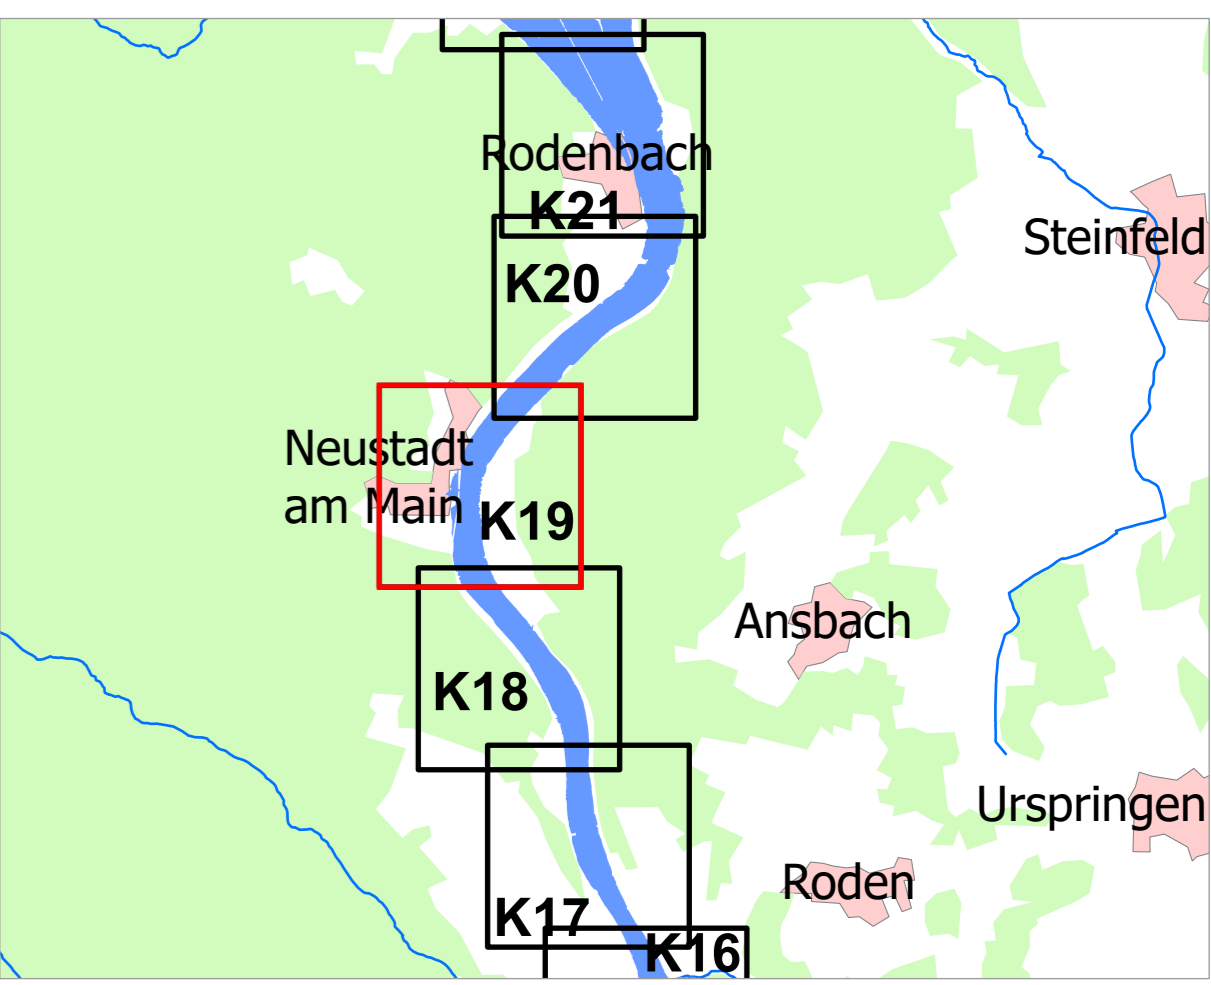 Rodenbach
K21
Steinfeld
K20
Neustadt
am Main
K19
Ansbach
K18
Urspringen
Roden
K17
K16